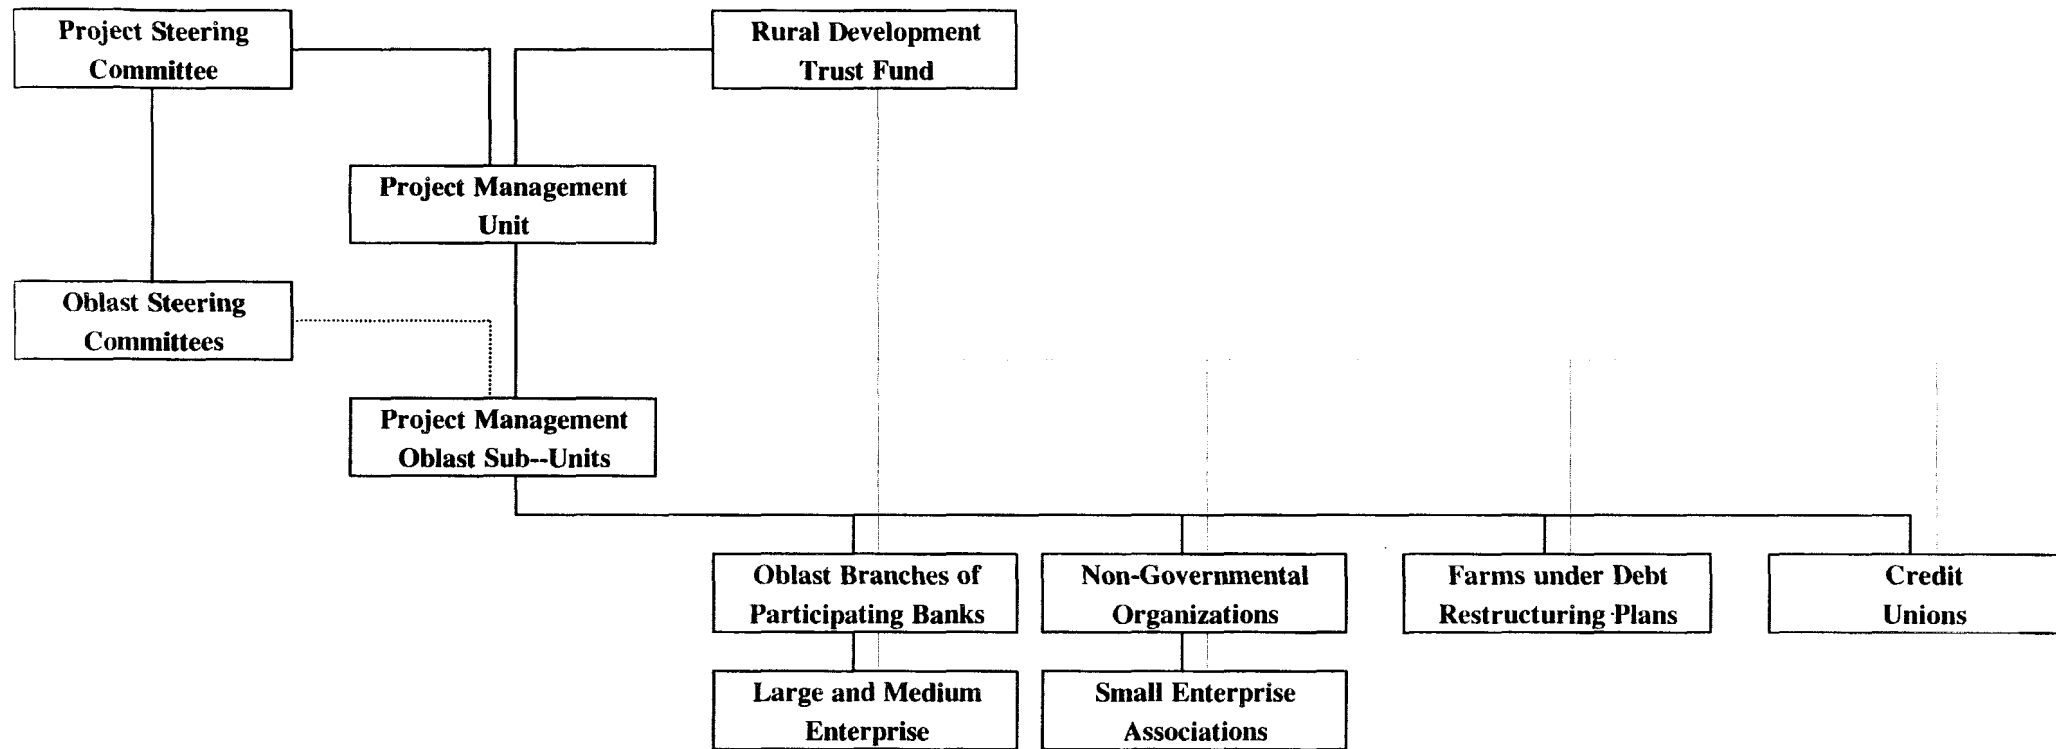 Project Steering
Committee
Rural Development
Trust Fund
Project Management
Unit
Oblast Steering
Committees
Project Management
Oblast Sub--Units
Oblast Branches of
Participating Banks
Non-Governmental
Organizations
Farms under Debt
Restructuring Plans
Credit
Unions
Large and Medium
Enterprise
Small Enterprise
Associations